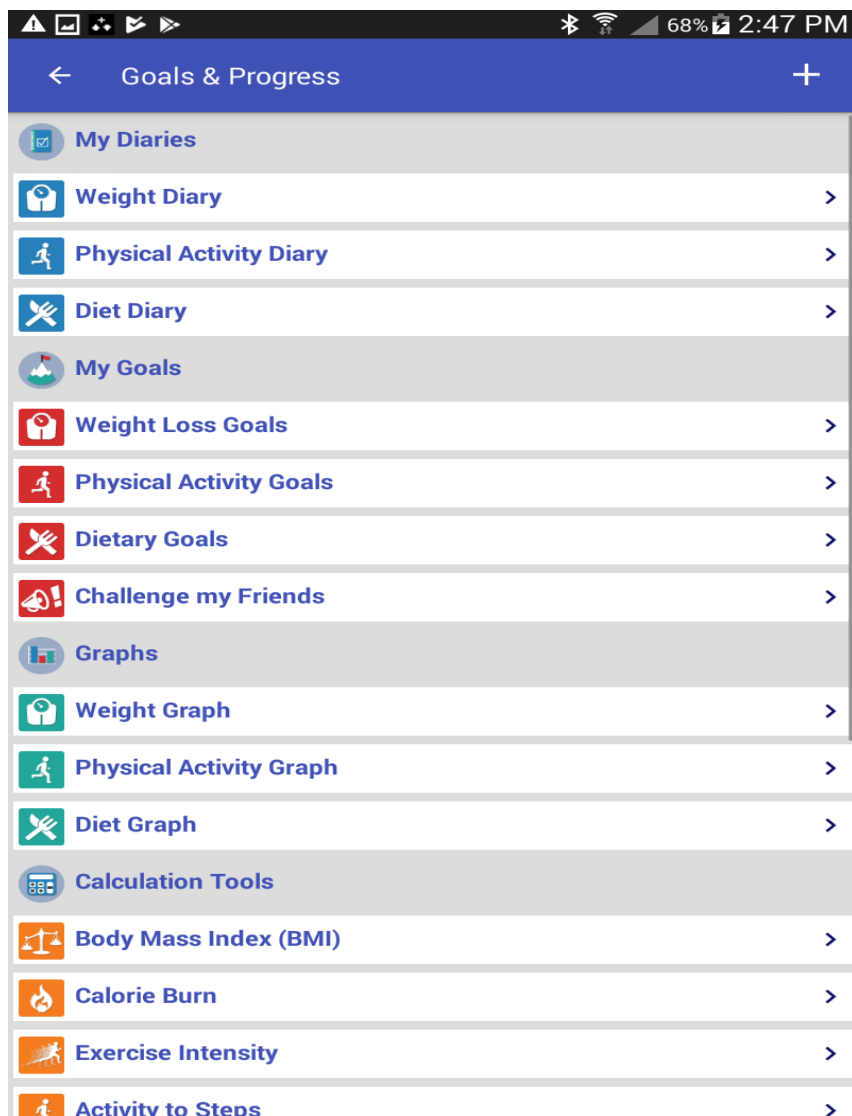 68% 2:47 PM
Goals & Progress
My Diaries
Weight Diary
Physical Activity Diary
Diet Diary
My Goals
Weight Loss Goals
Physical Activity Goals
Dietary Goals
Challenge my Friends
Graphs
Weight Graph
Physical Activity Graph
Diet Graph
Calculation Tools
Body Mass Index (BMI)
Calorie Burn
Exercise Intensity
Activity to Steps